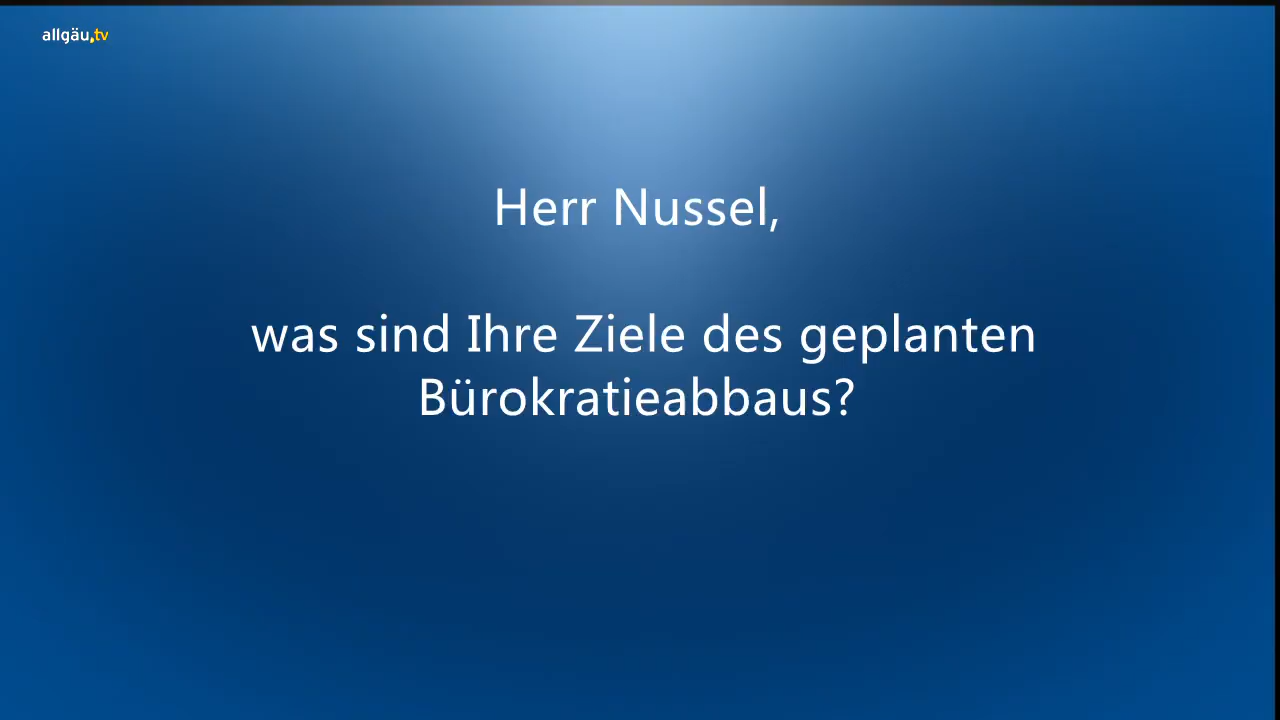 allgäu.tv
Herr Nussel,
was sind Ihre Ziele des geplanten
Bürokratieabbaus?